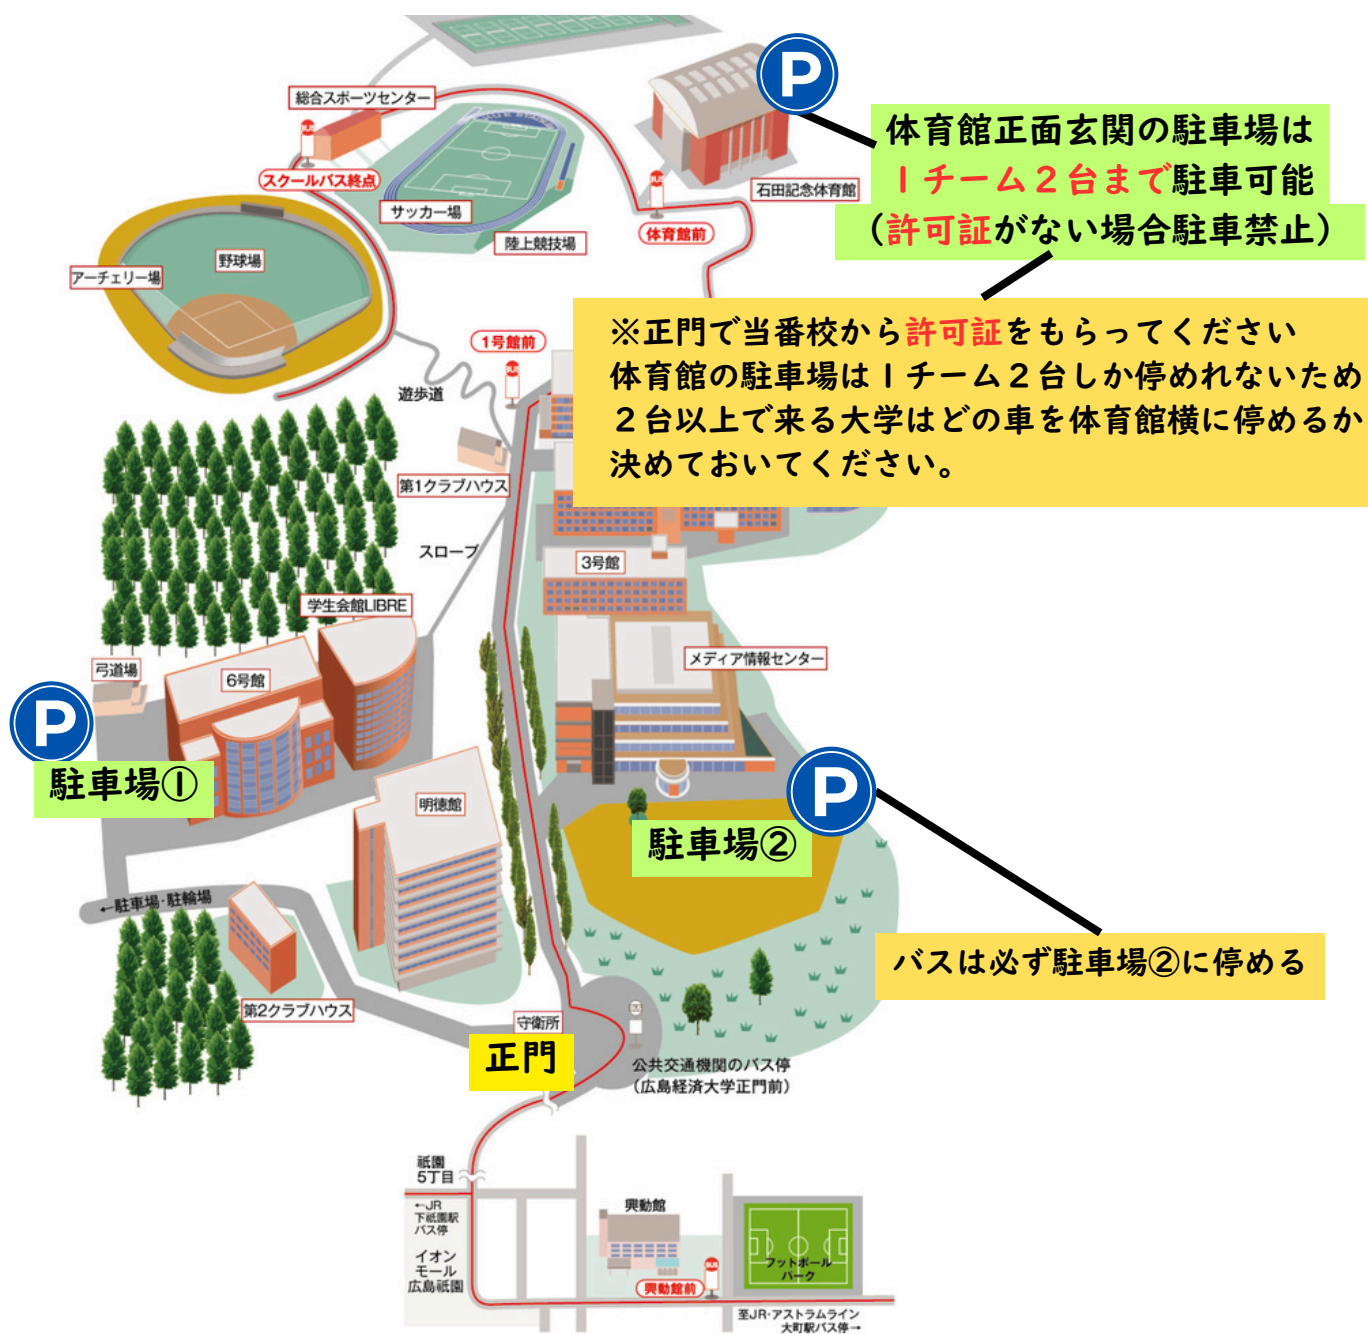 P
総合スポーツセンター
BUS
スクールバス終点
サッカー場
陸上競技場
BUS
体育館前
石田記念体育館
体育館正面玄関の駐車場は
1チーム2台まで駐車可能
(許可証がない場合駐車禁止)
野球場
アーチェリー場
※正門で当番校から許可証をもらってください
体育館の駐車場は1チーム2台しか停めれないため
2台以上で来る大学はどの車を体育館横に停めるか
決めておいてください。
1号館前
BUS
遊歩道
第1クラブハウス
スロープ
3号館
学生会館LIBRE
メディア情報センター
弓道場
6号館
P
駐車場①
明徳館
P
駐車場②
←駐車場・駐輪場
バスは必ず駐車場②に停める
第2クラブハウス
守衛所
正門
公共交通機関のバス停
(広島経済大学正門前)
祇園
5丁目
←JR
下祇園駅
バス停
イオン
モール
広島祇園
興動館
BUS
興動館前
フットボール
パーク
至JR・アストラムライン
大町駅バス停→